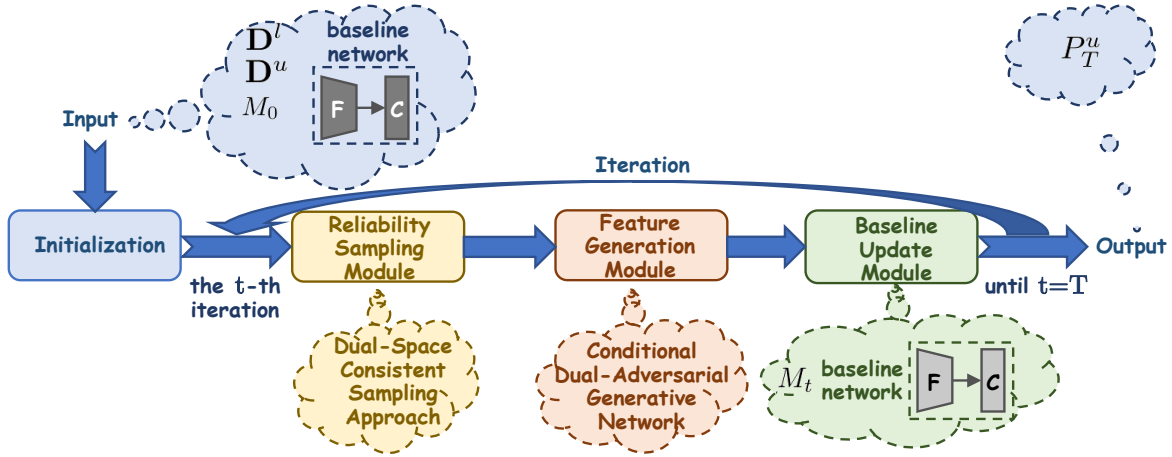 D^l
D^u
M_0
baseline
network
F
C
P_T^u
Input
Iteration
Initialization
the t-th
iteration
Reliability
Sampling
Module
Feature
Generation
Module
Baseline
Update
Module
until t=T
Output
Dual-Space
Consistent
Sampling
Approach
Conditional
Dual-Adversarial
Generative
Network
M_t
baseline
network
F
C